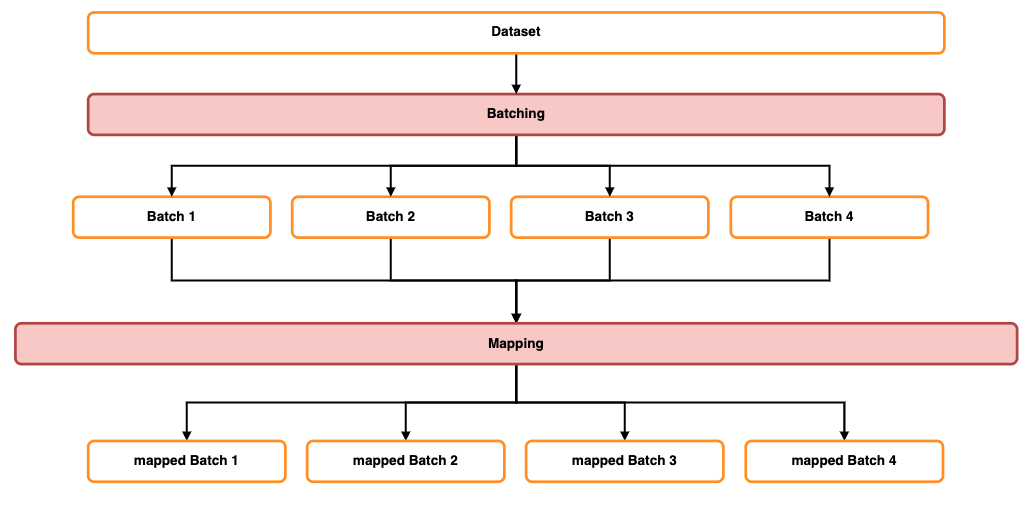 Dataset
Batching
Batch 1
Batch 2
Batch 3
Batch 4
Mapping
mapped Batch 1
mapped Batch 2
mapped Batch 3
mapped Batch 4